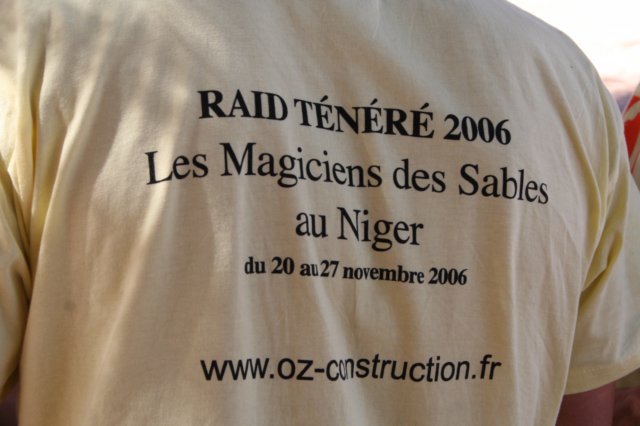 RAID TÉNÉRÉ 2006
Les Magiciens des Sables
au Niger
du 20 au 27 novembre 2006
www.oz-construction.fr